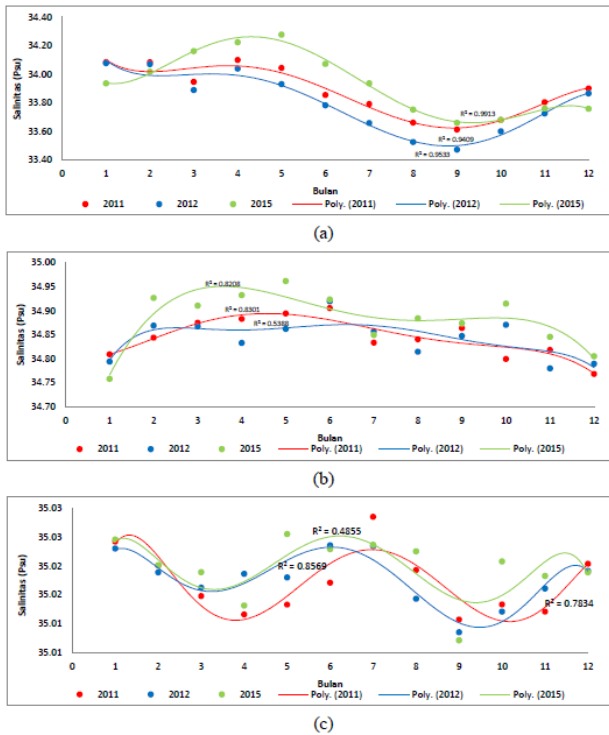 34.40
34.20
34.00
33.80
33.60
33.40
Salinitas (Psu)
R² = 0.9913
R² = 0.9409
R² = 0.9533
0 1 2 3 4 5 6 7 8 9 10 11 12
Bulan
2011 2012 2015 Poly. (2011) Poly. (2012) Poly. (2015)
(a)
35.00
34.95
34.90
34.85
34.80
34.75
34.70
Salinitas (Psu)
R² = 0.8208
R² = 0.8301
R² = 0.5388
0 1 2 3 4 5 6 7 8 9 10 11 12
Bulan
2011 2012 2015 Poly. (2011) Poly. (2012) Poly. (2015)
(b)
35.03
35.03
35.02
35.02
35.01
35.01
Salinitas (Psu)
R² = 0.4855
R² = 0.8569
R² = 0.7834
0 1 2 3 4 5 6 7 8 9 10 11 12
Bulan
2011 2012 2015 Poly. (2011) Poly. (2012) Poly. (2015)
(c)